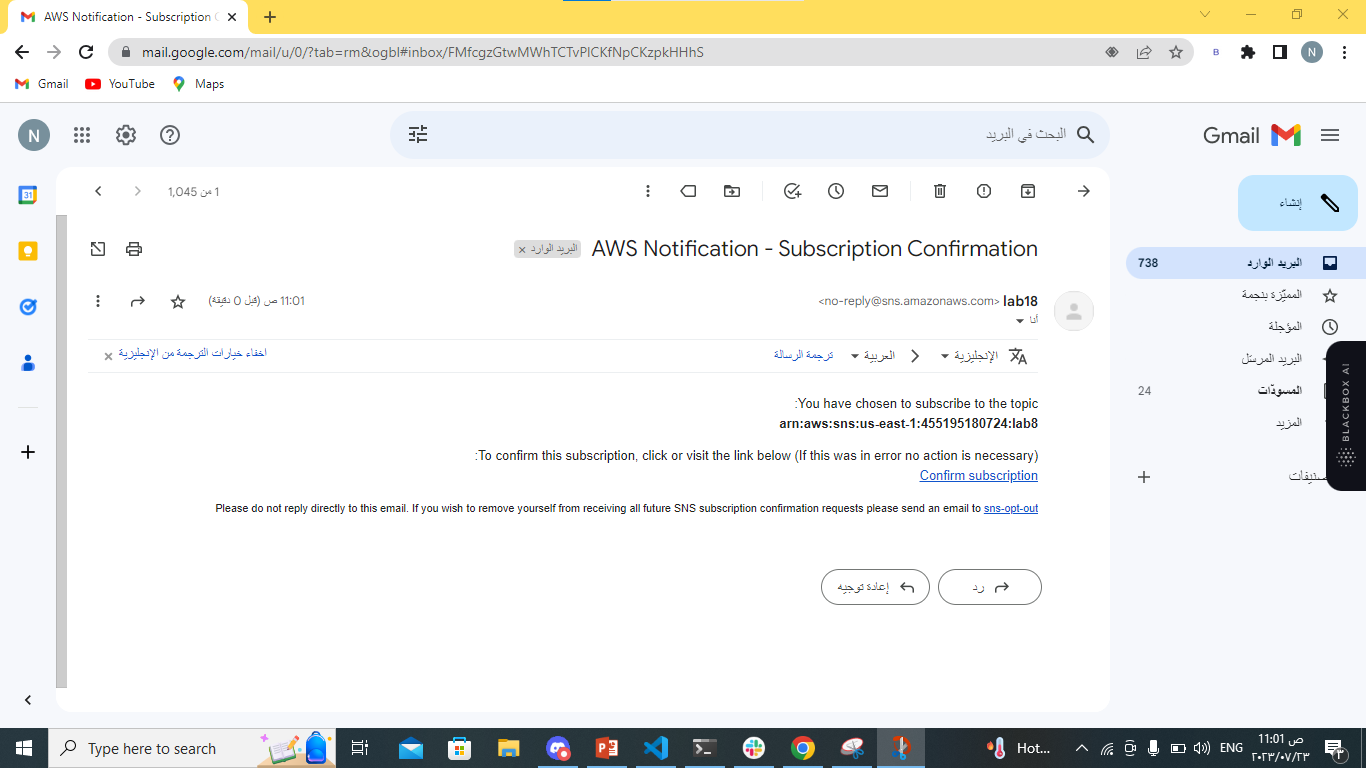 AWS Notification - Subscription C
mail.google.com/mail/u/0/?tab=rm&ogbl#inbox/FMfcgzGtwMWhTCTvPlCKfNpCKzpkHHhS
B
N
Gmail
YouTube
Maps
N
البحث في البريد
Gmail
31
1 من 1,045
إنشاء
AWS Notification - Subscription Confirmation
البريد الوارد ×
البريد الوارد
738
المميّزة بنجمة
المؤجلة
البريد المرسَل
المسودّات
24
المزيد
lab18 <no-reply@sns.amazonaws.com>
11:01 ص (قبل 0 دقيقة)
أنا
الإنجليزية
العربية
ترجمة الرسالة
اخفاء خيارات الترجمة من الإنجليزية ×
BLACKBOX AI
You have chosen to subscribe to the topic:
arn:aws:sns:us-east-1:455195180724:lab8
To confirm this subscription, click or visit the link below (If this was in error no action is necessary):
Confirm subscription
Please do not reply directly to this email. If you wish to remove yourself from receiving all future SNS subscription confirmation requests please send an email to sns-opt-out
رد
إعادة توجيه
Type here to search
Hot...
ENG
11:01 ص
٢٠٢٣/٠٧/٢٣
٣